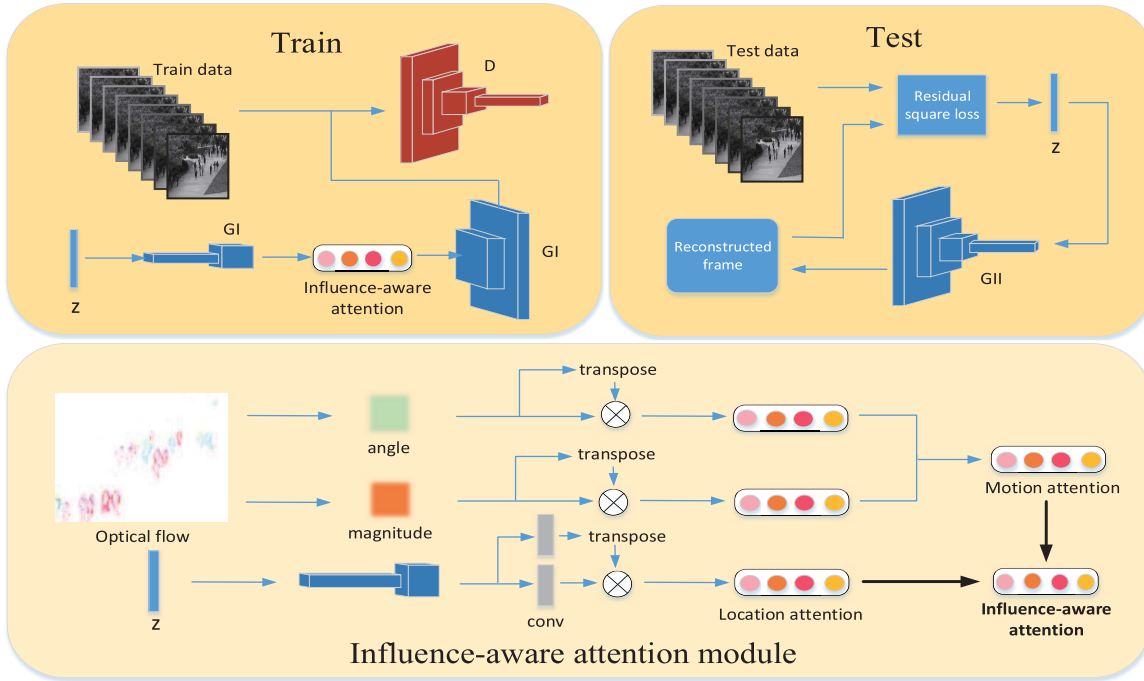 Train
Train data
D
GI
GI
Influence-aware
attention
z
Test
Test data
Residual
square loss
z
Reconstructed
frame
GII
transpose
angle
transpose
Motion attention
Optical flow
magnitude
transpose
z
conv
Location attention
Influence-aware
attention
Influence-aware attention module